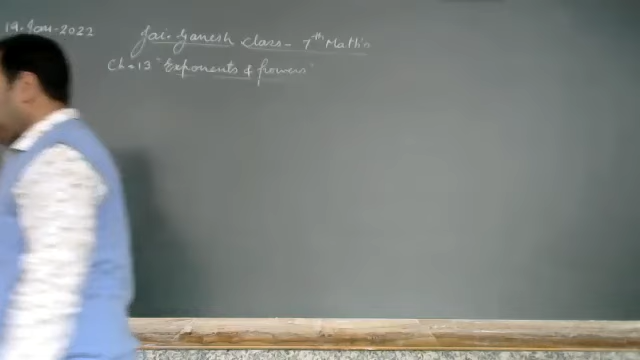 19. Jan. 2022
Jai Ganesh Class - 7th Maths
Ch = 13 "Exponents & Powers"